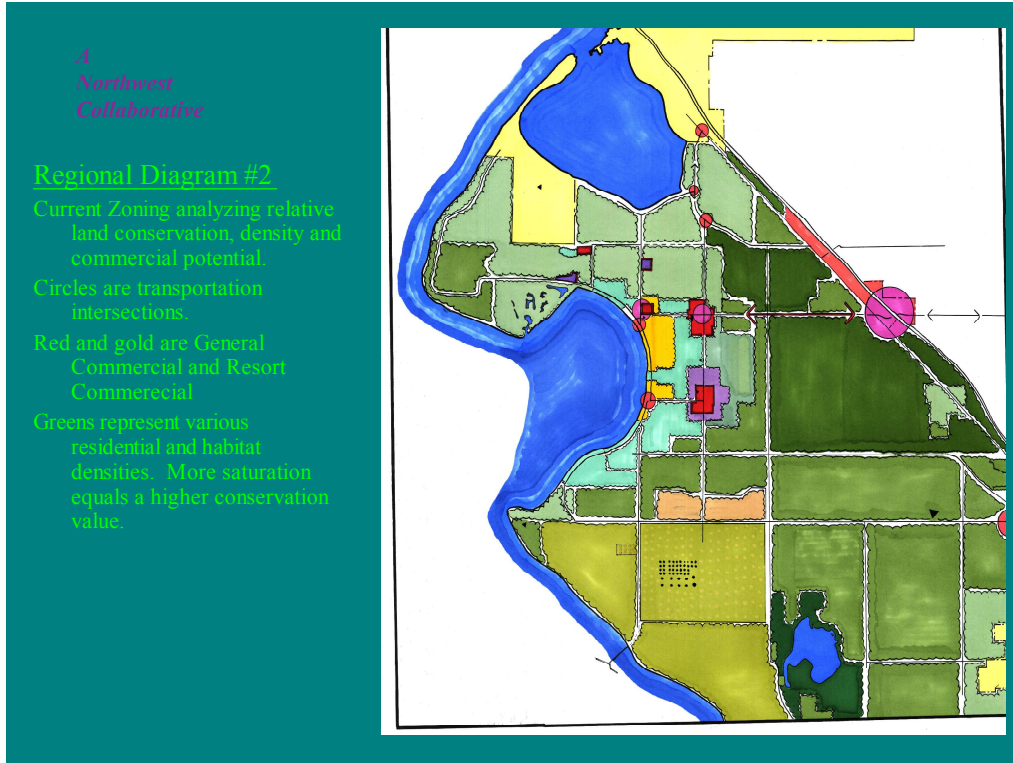 A
Northwest
Collaborative
Regional Diagram #2
Current Zoning analyzing relative
land conservation, density and
commercial potential.
Circles are transportation
intersections.
Red and gold are General
Commercial and Resort
Commerecial
Greens represent various
residential and habitat
densities. More saturation
equals a higher conservation
value.